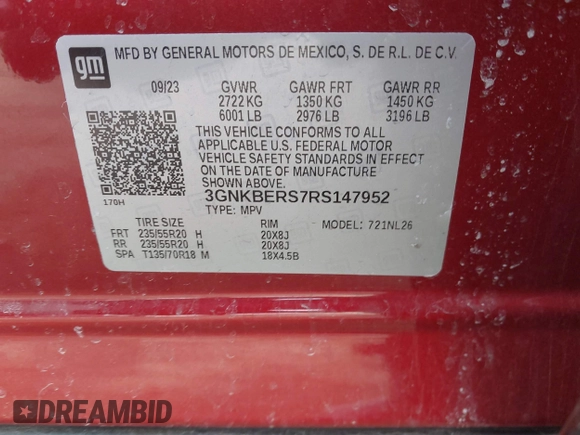 gm
MFD BY GENERAL MOTORS DE MEXICO, S. DE R.L. DE C.V.
09/23 GVWR GAWR FRT GAWR RR
2722 KG 1350 KG 1450 KG
6001 LB 2976 LB 3196 LB
THIS VEHICLE CONFORMS TO ALL
APPLICABLE U.S. FEDERAL MOTOR
VEHICLE SAFETY STANDARDS IN EFFECT
ON THE DATE OF MANUFACTURE
SHOWN ABOVE.
170H 3GNKBERS7RS147952
TYPE: MPV
TIRE SIZE RIM MODEL: 721NL26
FRT 235/55R20 H 20X8J
RR 235/55R20 H 20X8J
SPA T135/70R18 M 18X4.5B
DREAMBID